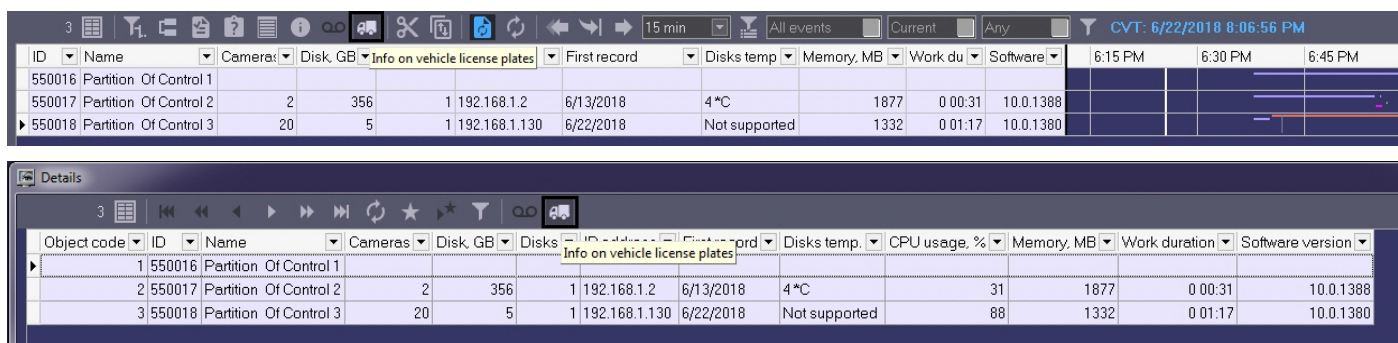 3 15 min All events Current Any CVT: 6/22/2018 8:06:56 PM
ID Name Cameras Disk, GB Info on vehicle license plates First record Disks temp Memory, MB Work du Software 6:15 PM 6:30 PM 6:45 PM
550016 Partition Of Control 1
550017 Partition Of Control 2 2 356 1 192.168.1.2 6/13/2018 4 *C 1877 0 00:31 10.0.1388
550018 Partition Of Control 3 20 5 1 192.168.1.130 6/22/2018 Not supported 1332 0 01:17 10.0.1380
Details
3
Object code ID Name Cameras Disk, GB Disks IP address First record Disks temp. CPU usage, % Memory, MB Work duration Software version
Info on vehicle license plates
1 550016 Partition Of Control 1
2 550017 Partition Of Control 2 2 356 1 192.168.1.2 6/13/2018 4 *C 31 1877 0 00:31 10.0.1388
3 550018 Partition Of Control 3 20 5 1 192.168.1.130 6/22/2018 Not supported 88 1332 0 01:17 10.0.1380